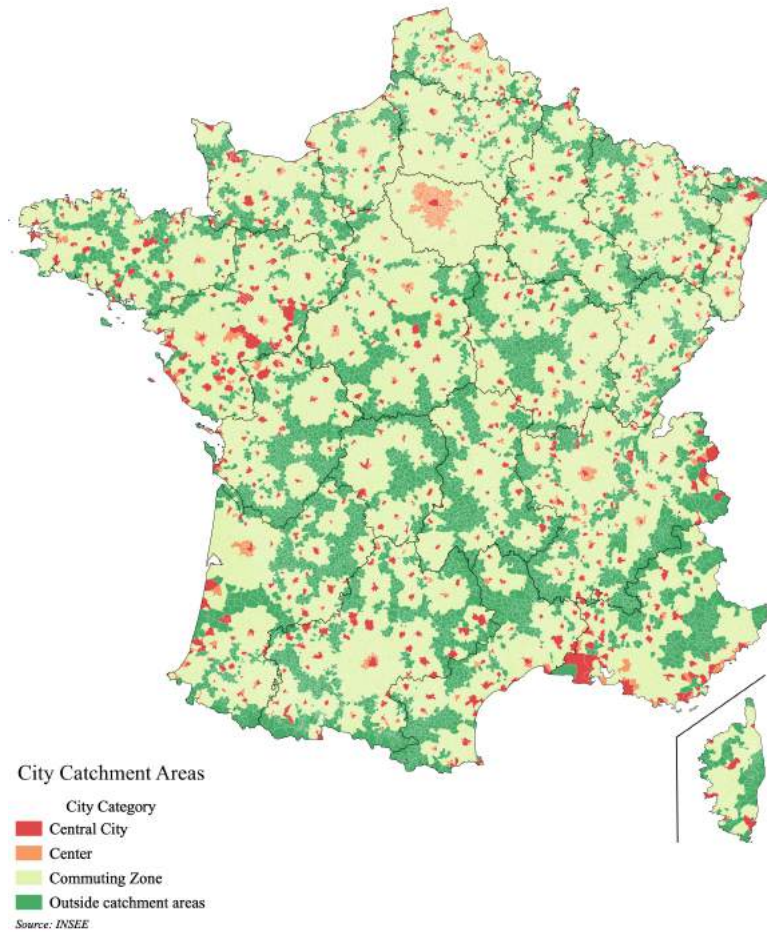 City Catchment Areas
City Category
Central City
Center
Commuting Zone
Outside catchment areas
Source: INSEE